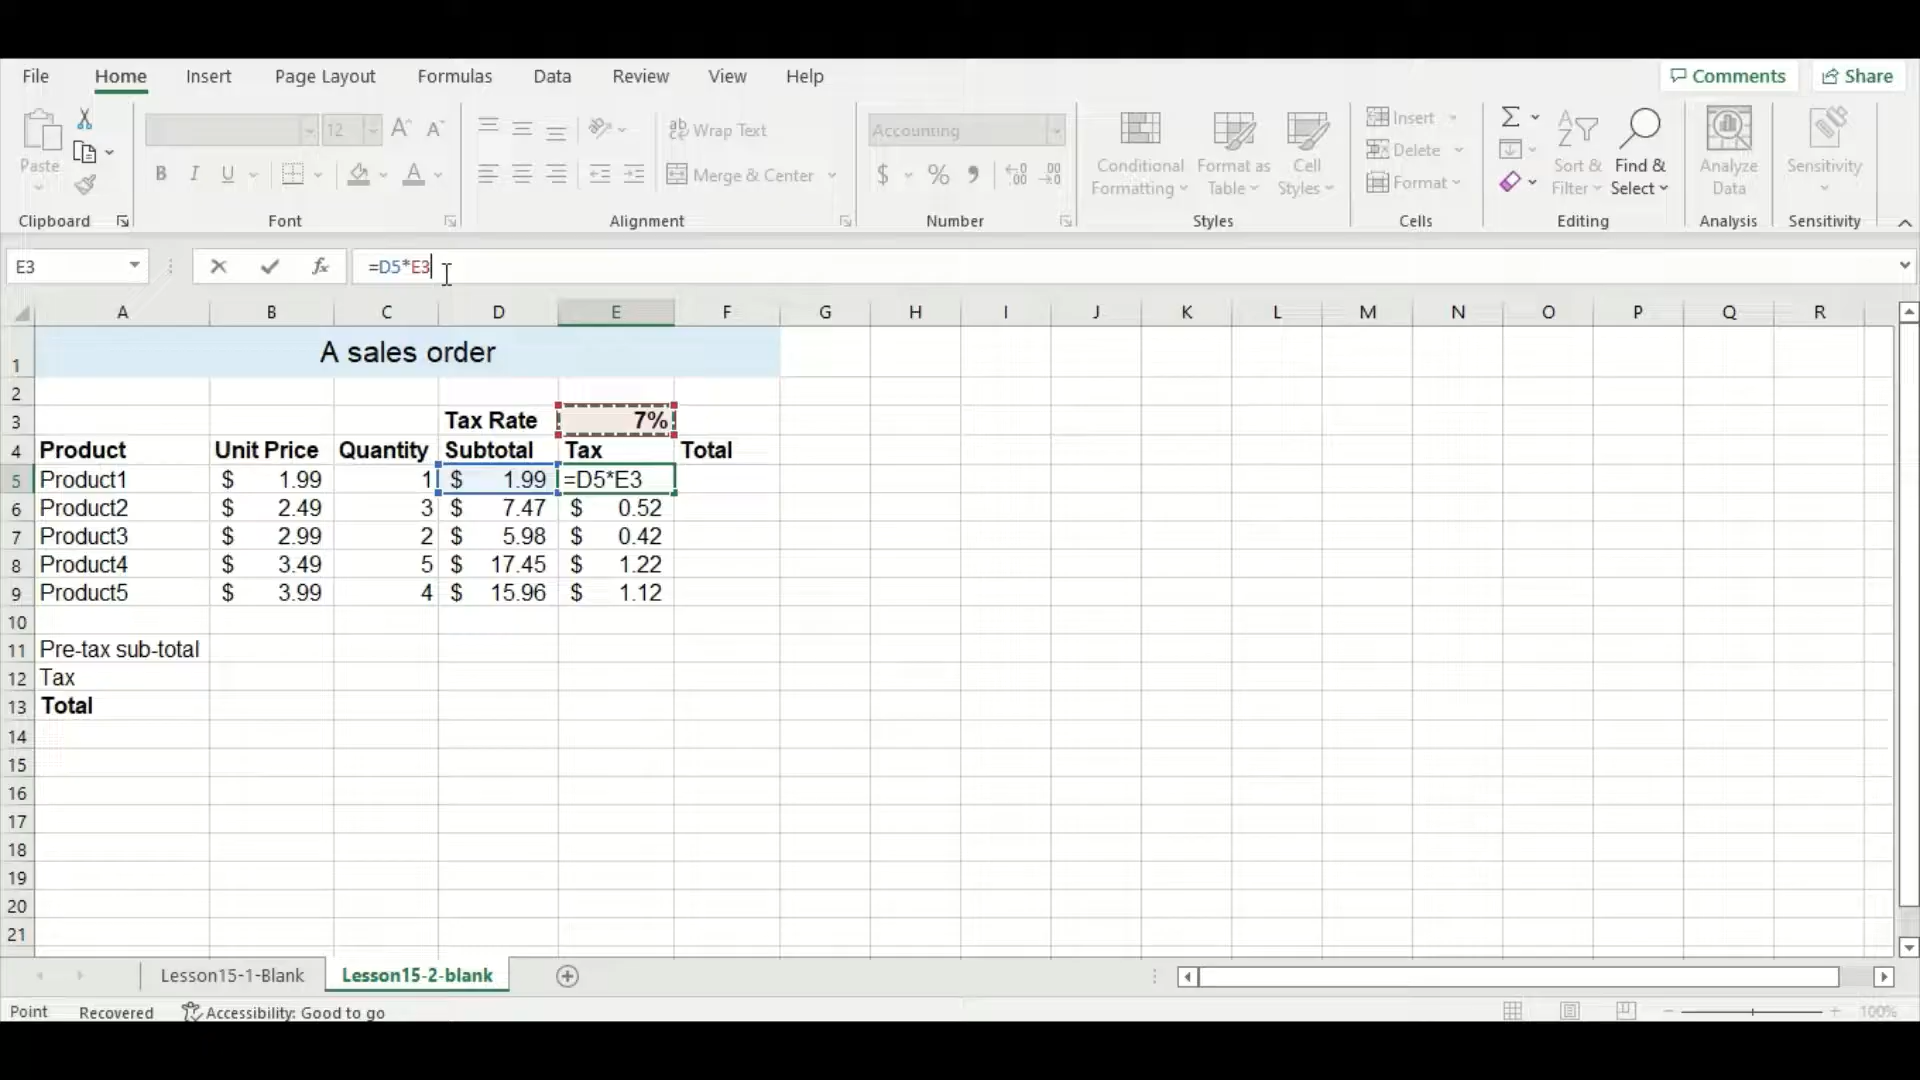 File Home Insert Page Layout Formulas Data Review View Help Comments Share
Paste 12 Wrap Text Accounting Conditional Formatting Format as Table Cell Styles Insert Sort & Filter Find & Select Analyze Data Sensitivity
B I U Merge & Center $ % Delete
Format
Clipboard Font Alignment Number Styles Cells Editing Analysis Sensitivity
E3 fx =D5*E3
A B C D E F G H I J K L M N O P Q R
1 A sales order
2
3 Tax Rate 7%
4 Product Unit Price Quantity Subtotal Tax Total
5 Product1 $ 1.99 1 $ 1.99 =D5*E3
6 Product2 $ 2.49 3 $ 7.47 $ 0.52
7 Product3 $ 2.99 2 $ 5.98 $ 0.42
8 Product4 $ 3.49 5 $ 17.45 $ 1.22
9 Product5 $ 3.99 4 $ 15.96 $ 1.12
10
11 Pre-tax sub-total
12 Tax
13 Total
14
15
16
17
18
19
20
21
Lesson15-1-Blank Lesson15-2-blank
Point Recovered Accessibility: Good to go 100%